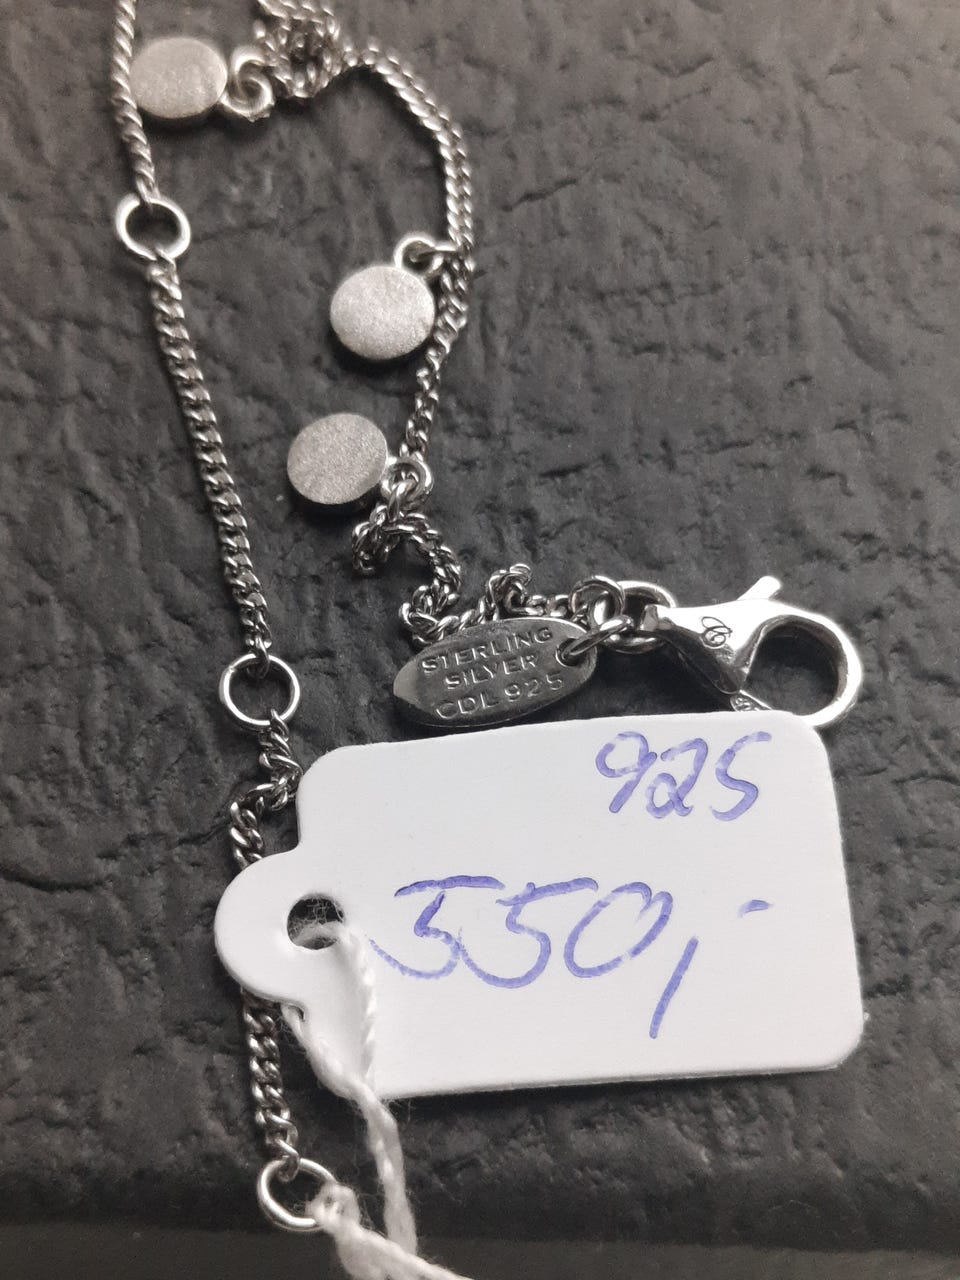 STERLING
SILVER
CDL 925
925
550,-